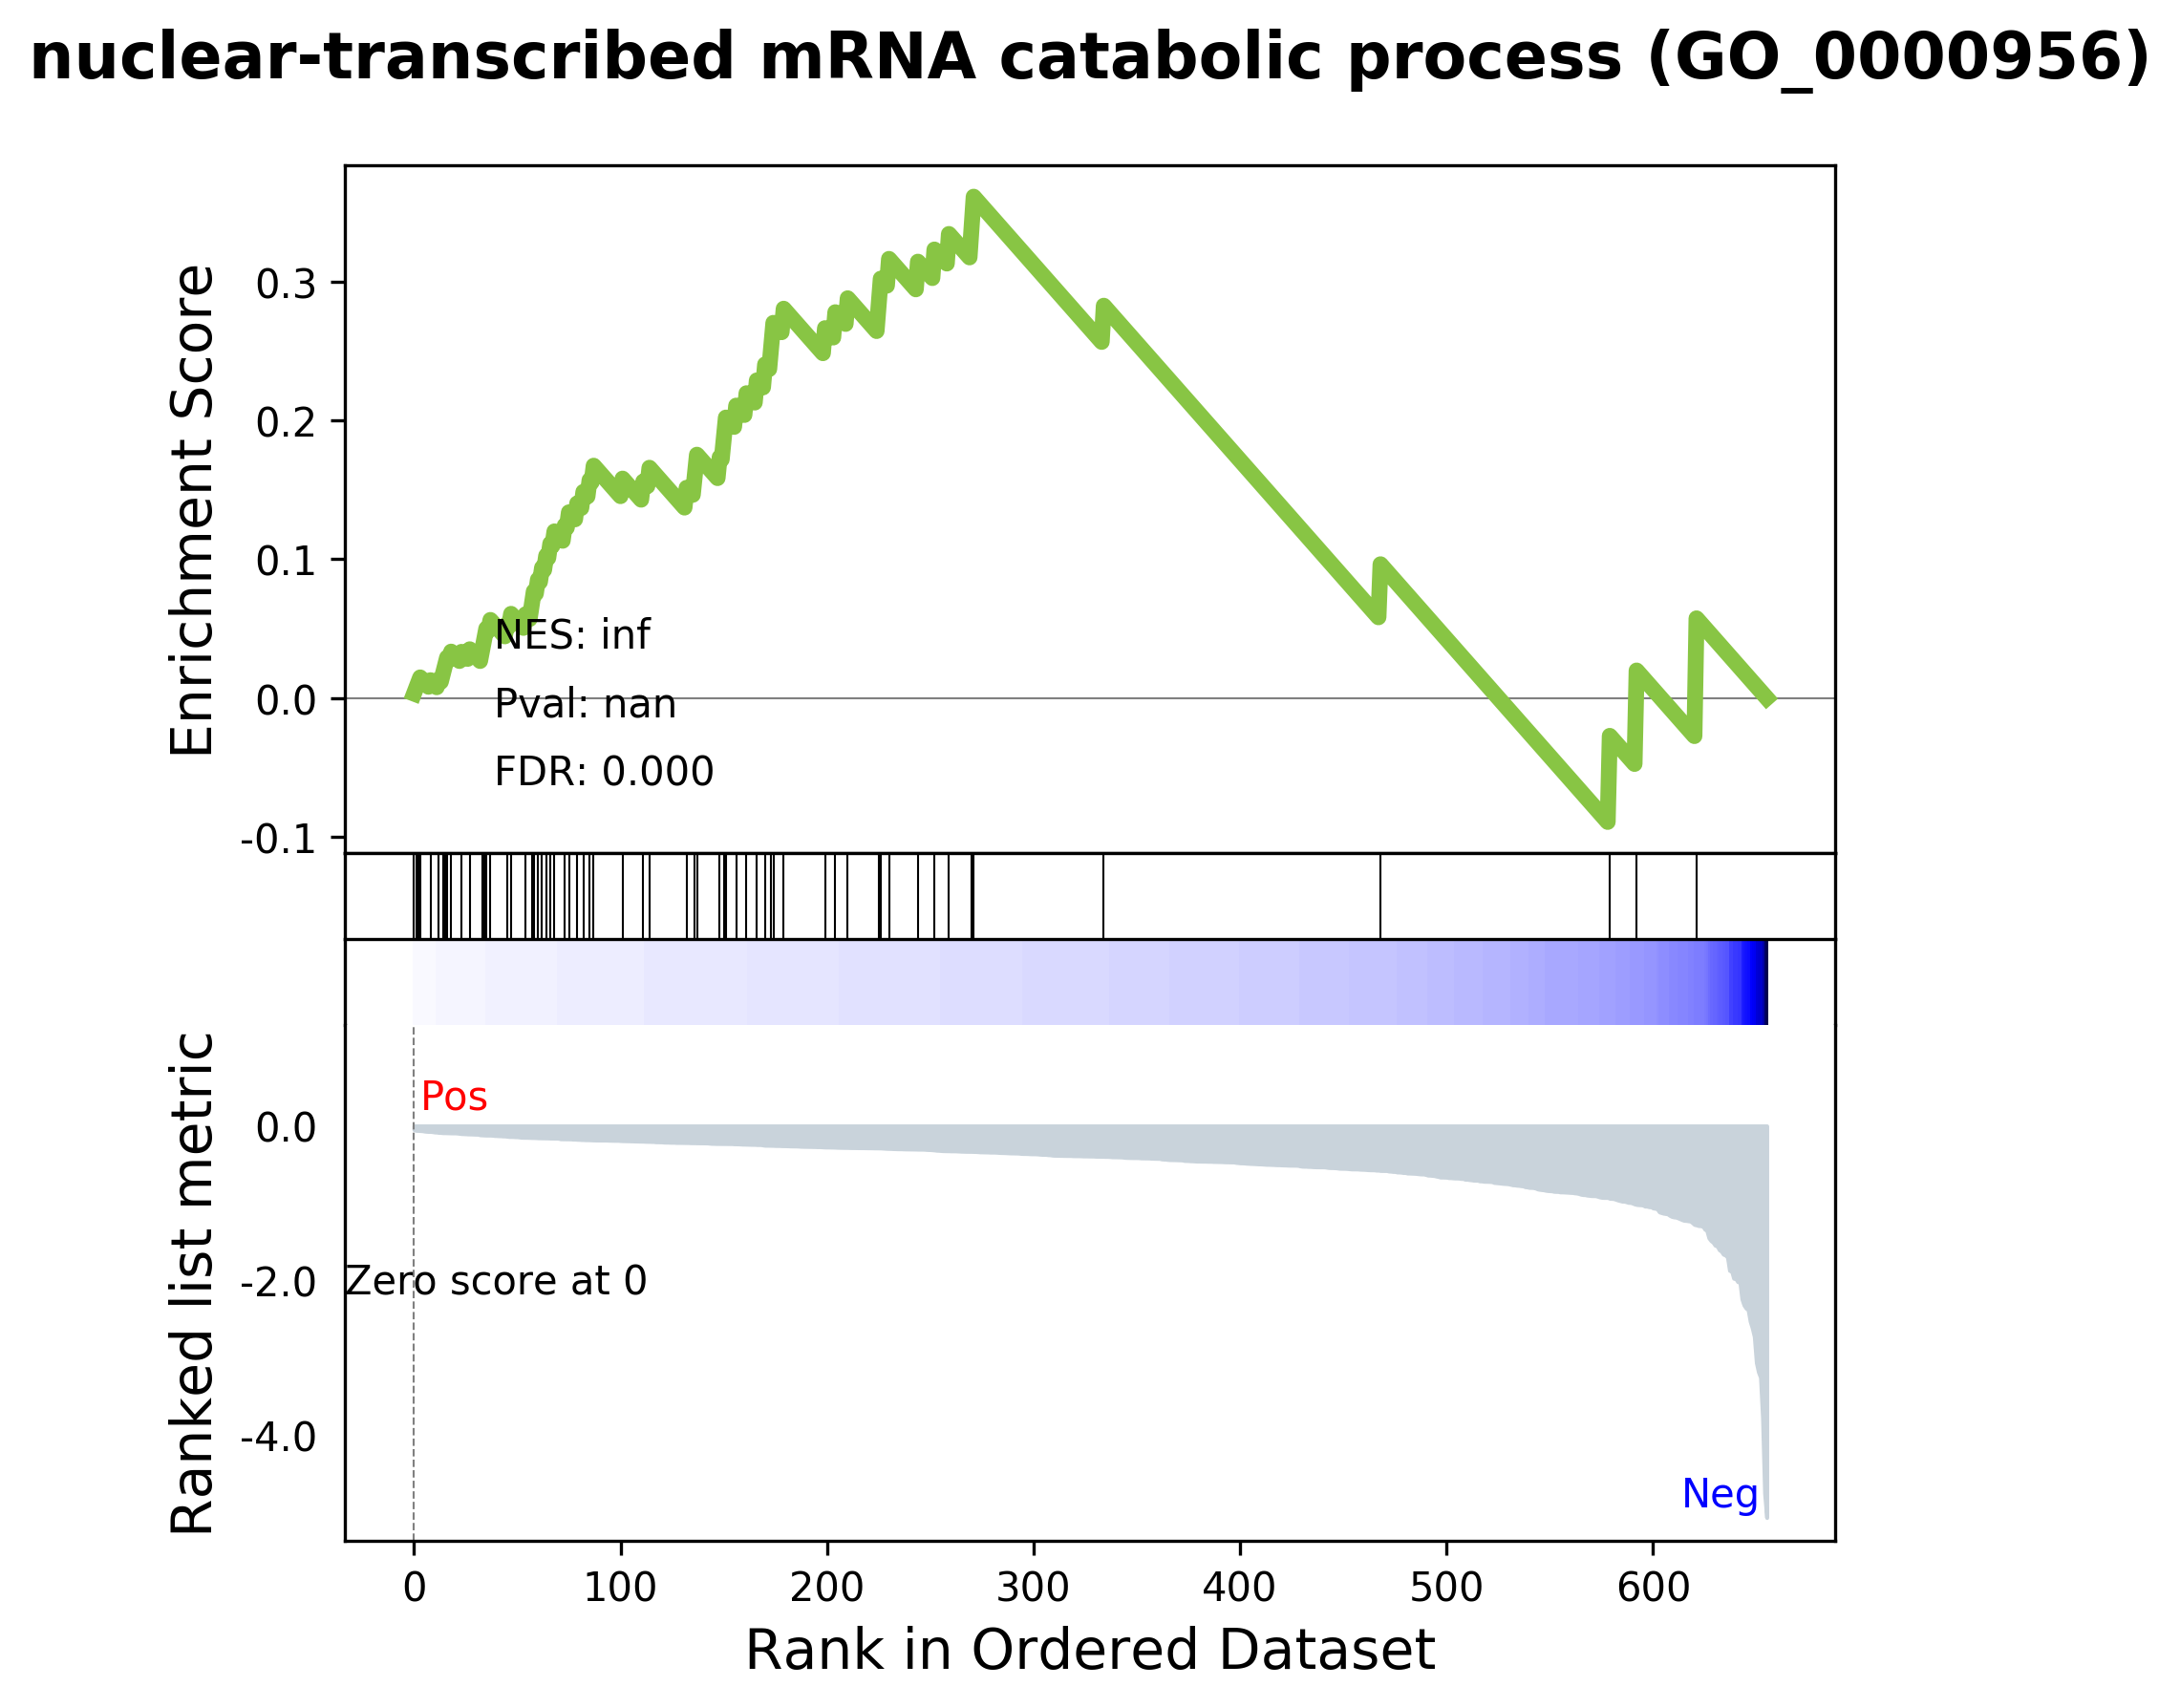 nuclear-transcribed mRNA catabolic process (GO_0000956)
Enrichment Score
0.3
0.2
0.1
0.0
-0.1
NES: inf
Pval: nan
FDR: 0.000
Ranked list metric
0.0
-2.0
-4.0
Pos
Zero score at 0
Neg
0 100 200 300 400 500 600
Rank in Ordered Dataset